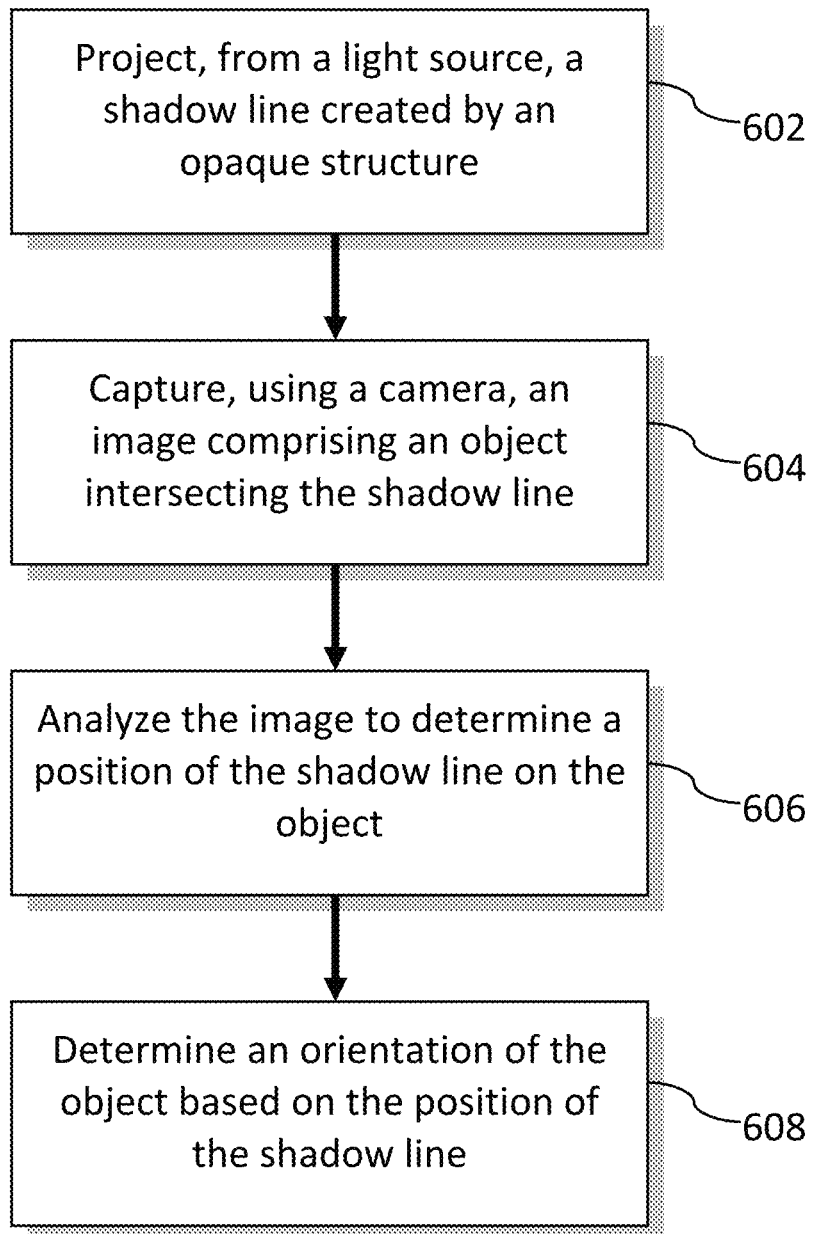 Project, from a light source, a
shadow line created by an
opaque structure
602
Capture, using a camera, an
image comprising an object
intersecting the shadow line
604
Analyze the image to determine a
position of the shadow line on the
object
606
Determine an orientation of the
object based on the position of
the shadow line
608